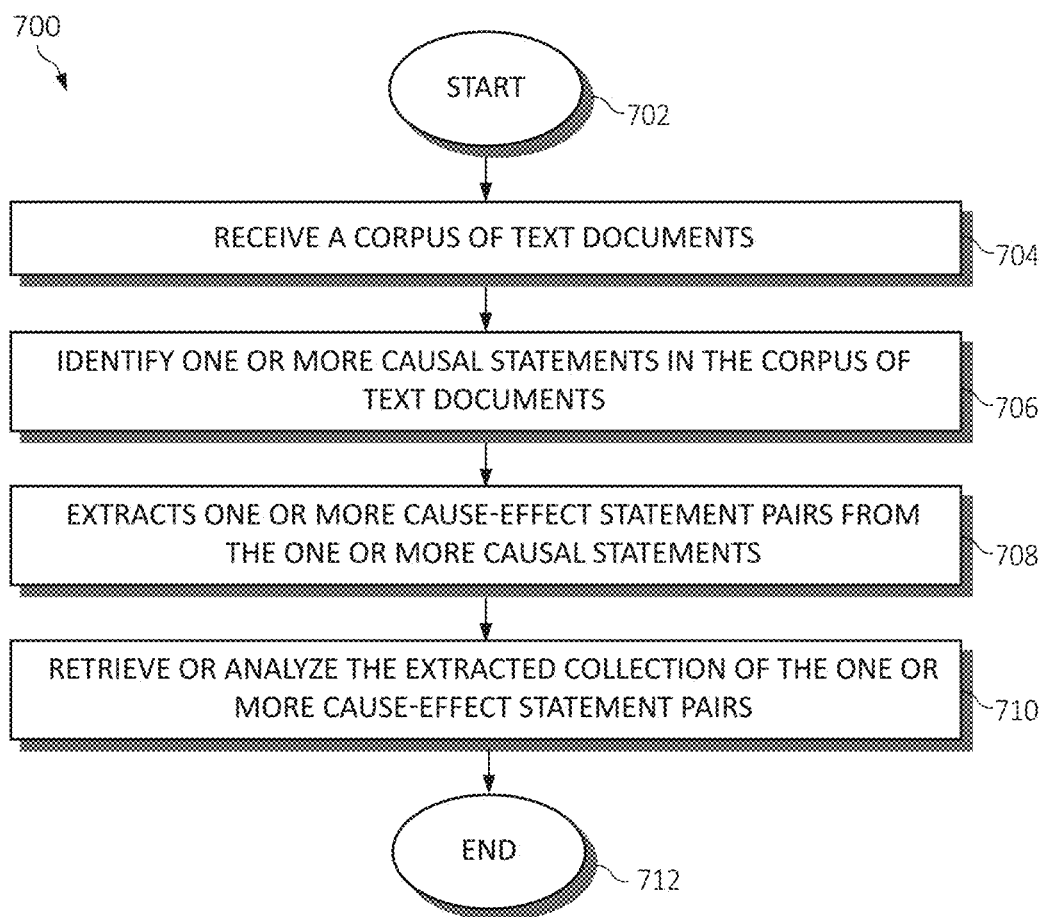 700
START
702
RECEIVE A CORPUS OF TEXT DOCUMENTS
704
IDENTIFY ONE OR MORE CAUSAL STATEMENTS IN THE CORPUS OF
TEXT DOCUMENTS
706
EXTRACTS ONE OR MORE CAUSE-EFFECT STATEMENT PAIRS FROM
THE ONE OR MORE CAUSAL STATEMENTS
708
RETRIEVE OR ANALYZE THE EXTRACTED COLLECTION OF THE ONE OR
MORE CAUSE-EFFECT STATEMENT PAIRS
710
END
712